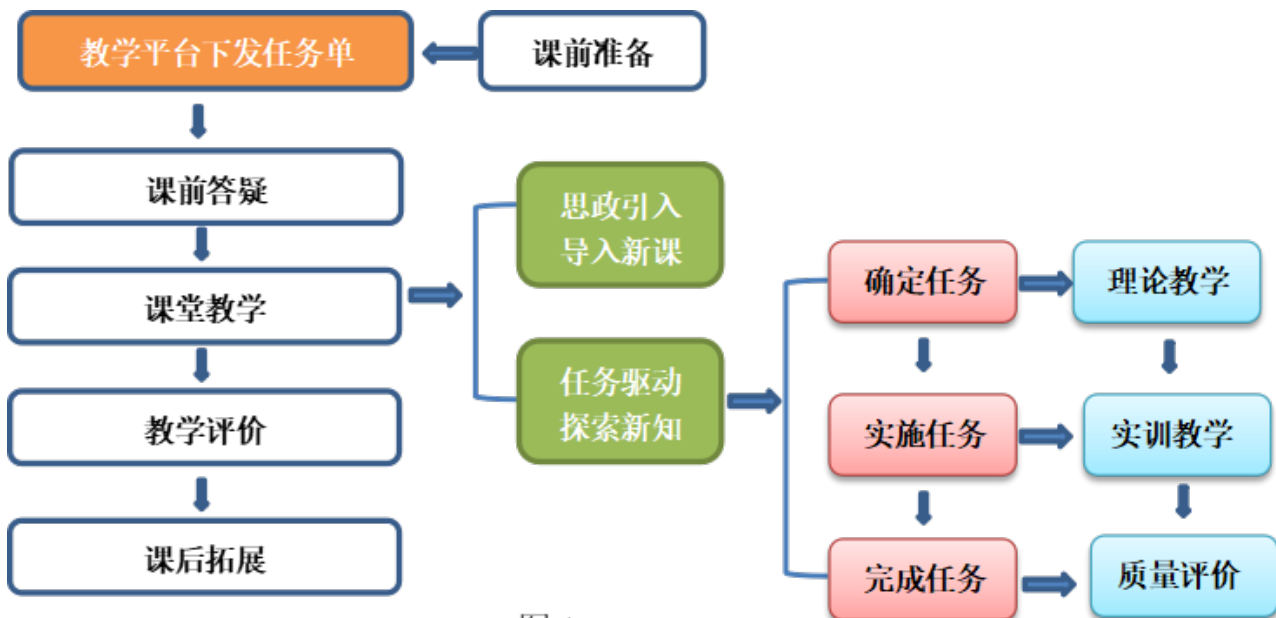 教学平台下发任务单
课前准备
课前答疑
课堂教学
教学评价
课后拓展
思政引入
导入新课
任务驱动
探索新知
确定任务
理论教学
实施任务
实训教学
完成任务
质量评价